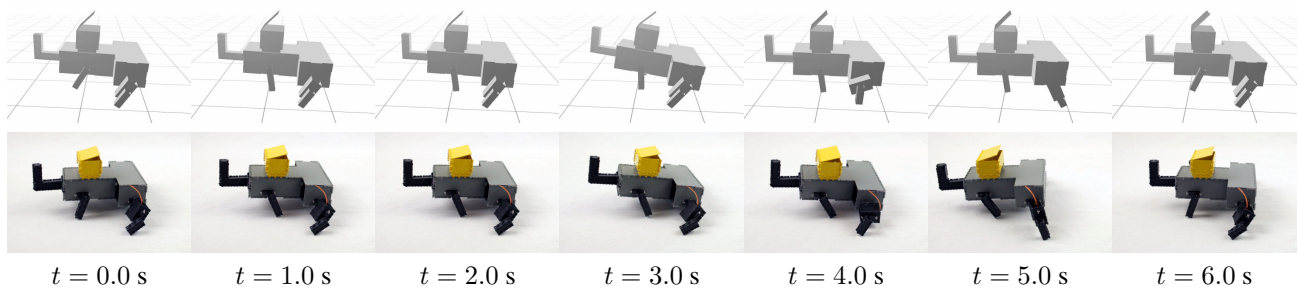 t = 0.0 s t = 1.0 s t = 2.0 s t = 3.0 s t = 4.0 s t = 5.0 s t = 6.0 s